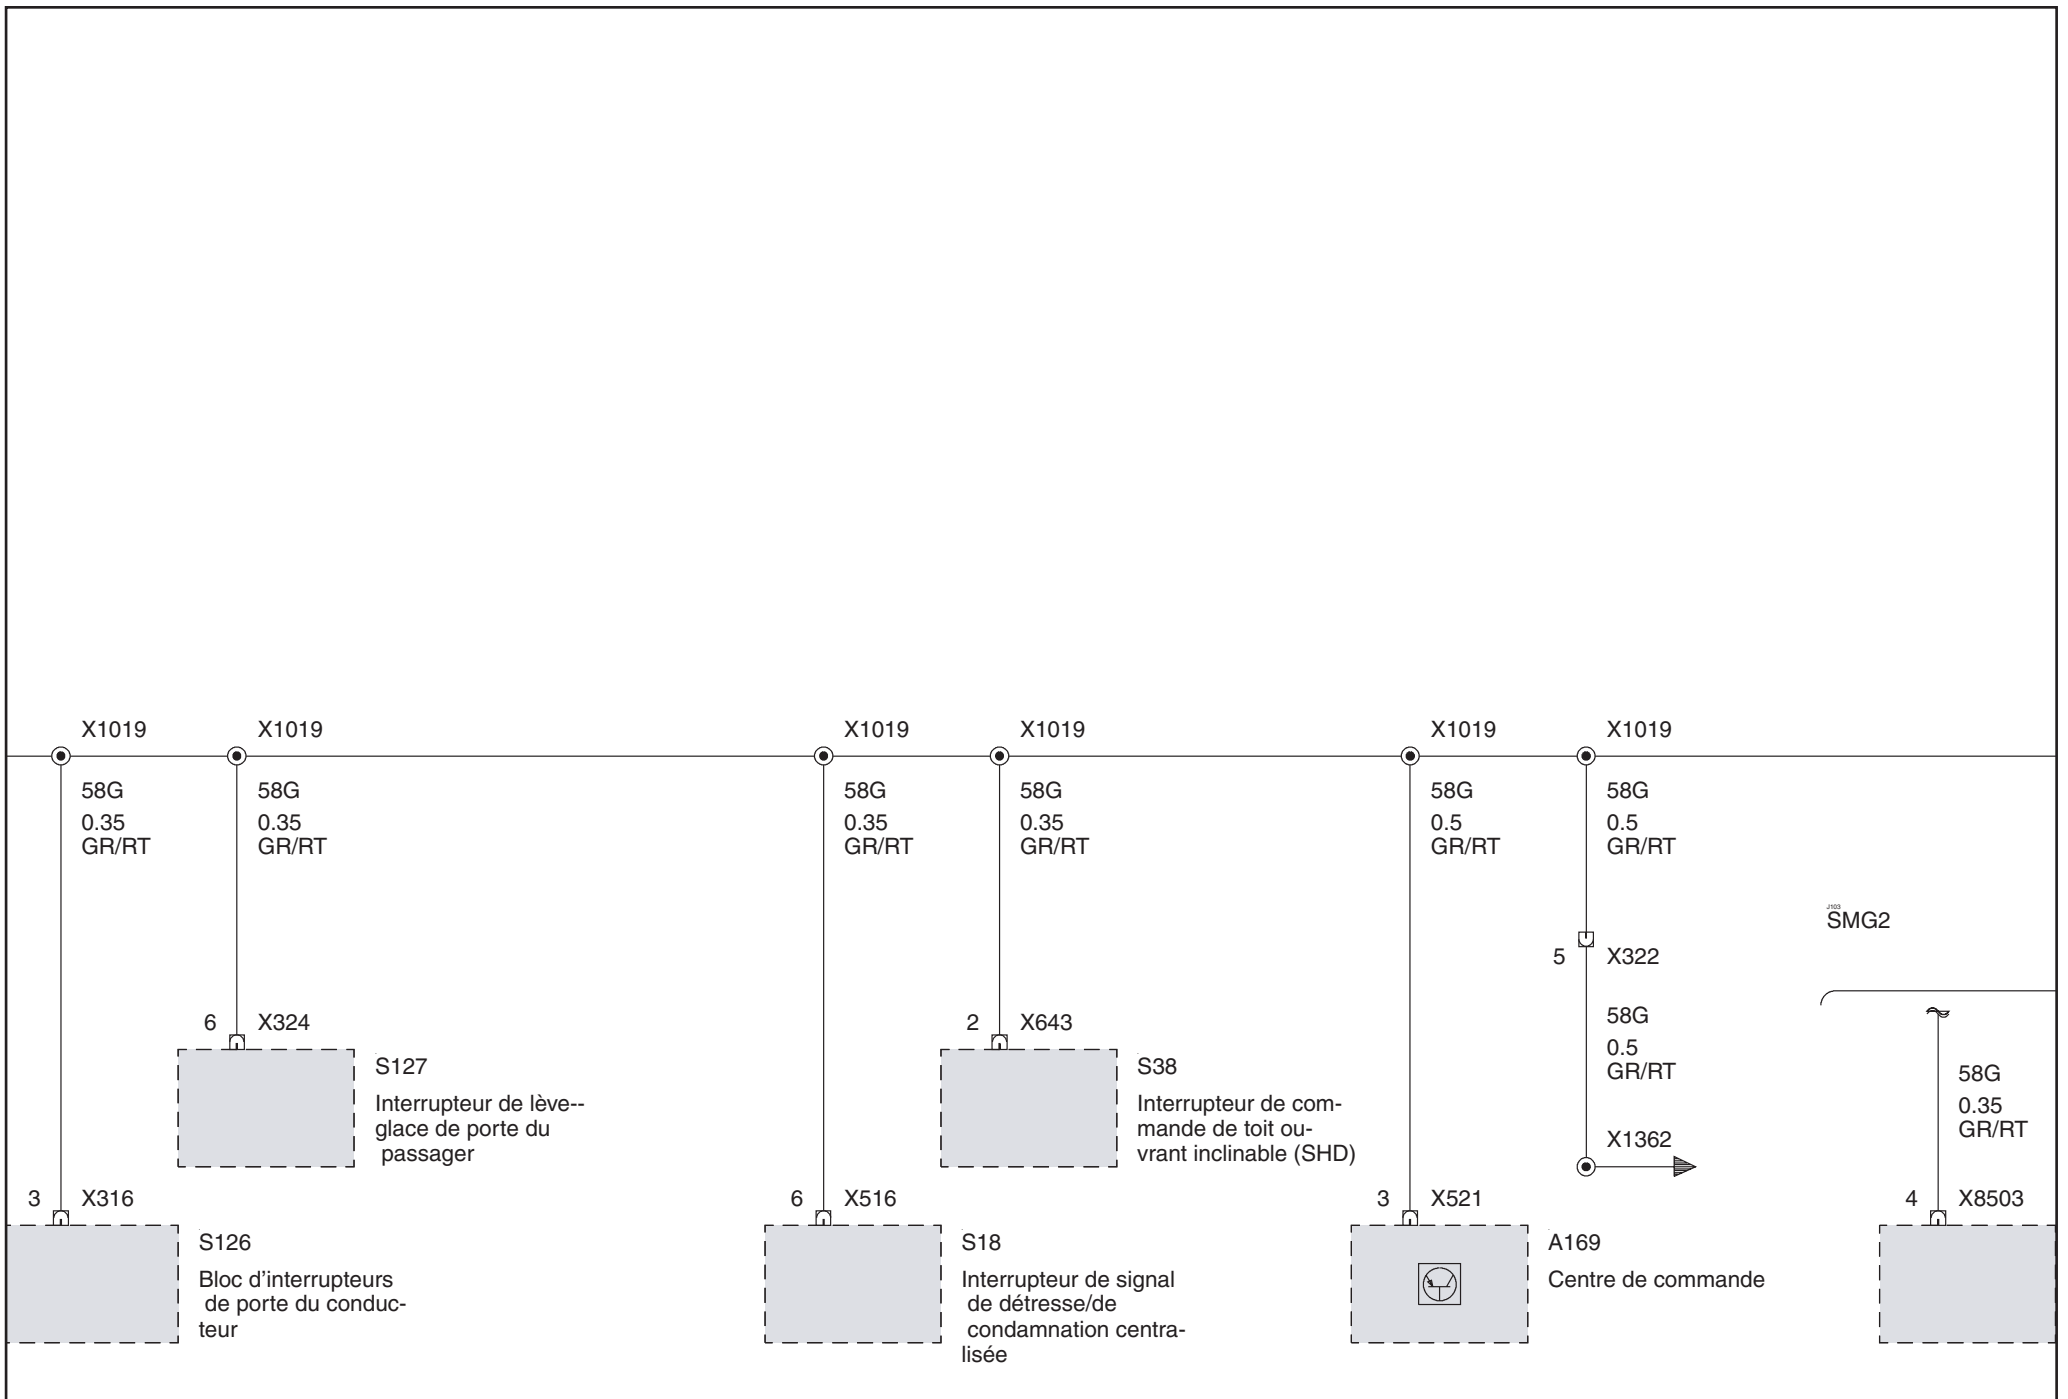 X1019
X1019
X1019
X1019
X1019
X1019
58G
0.35
GR/RT
58G
0.35
GR/RT
58G
0.35
GR/RT
58G
0.35
GR/RT
58G
0.5
GR/RT
58G
0.5
GR/RT
J103
SMG2
5 X322
6 X324
2 X643
58G
0.5
GR/RT
S127
Interrupteur de lève--
glace de porte du
passager
S38
Interrupteur de com-
mande de toit ou-
vrant inclinable (SHD)
58G
0.35
GR/RT
X1362
3 X316
6 X516
3 X521
4 X8503
S126
Bloc d'interrupteurs
de porte du conduc-
teur
S18
Interrupteur de signal
de détresse/de
condamnation centra-
lisée
A169
Centre de commande